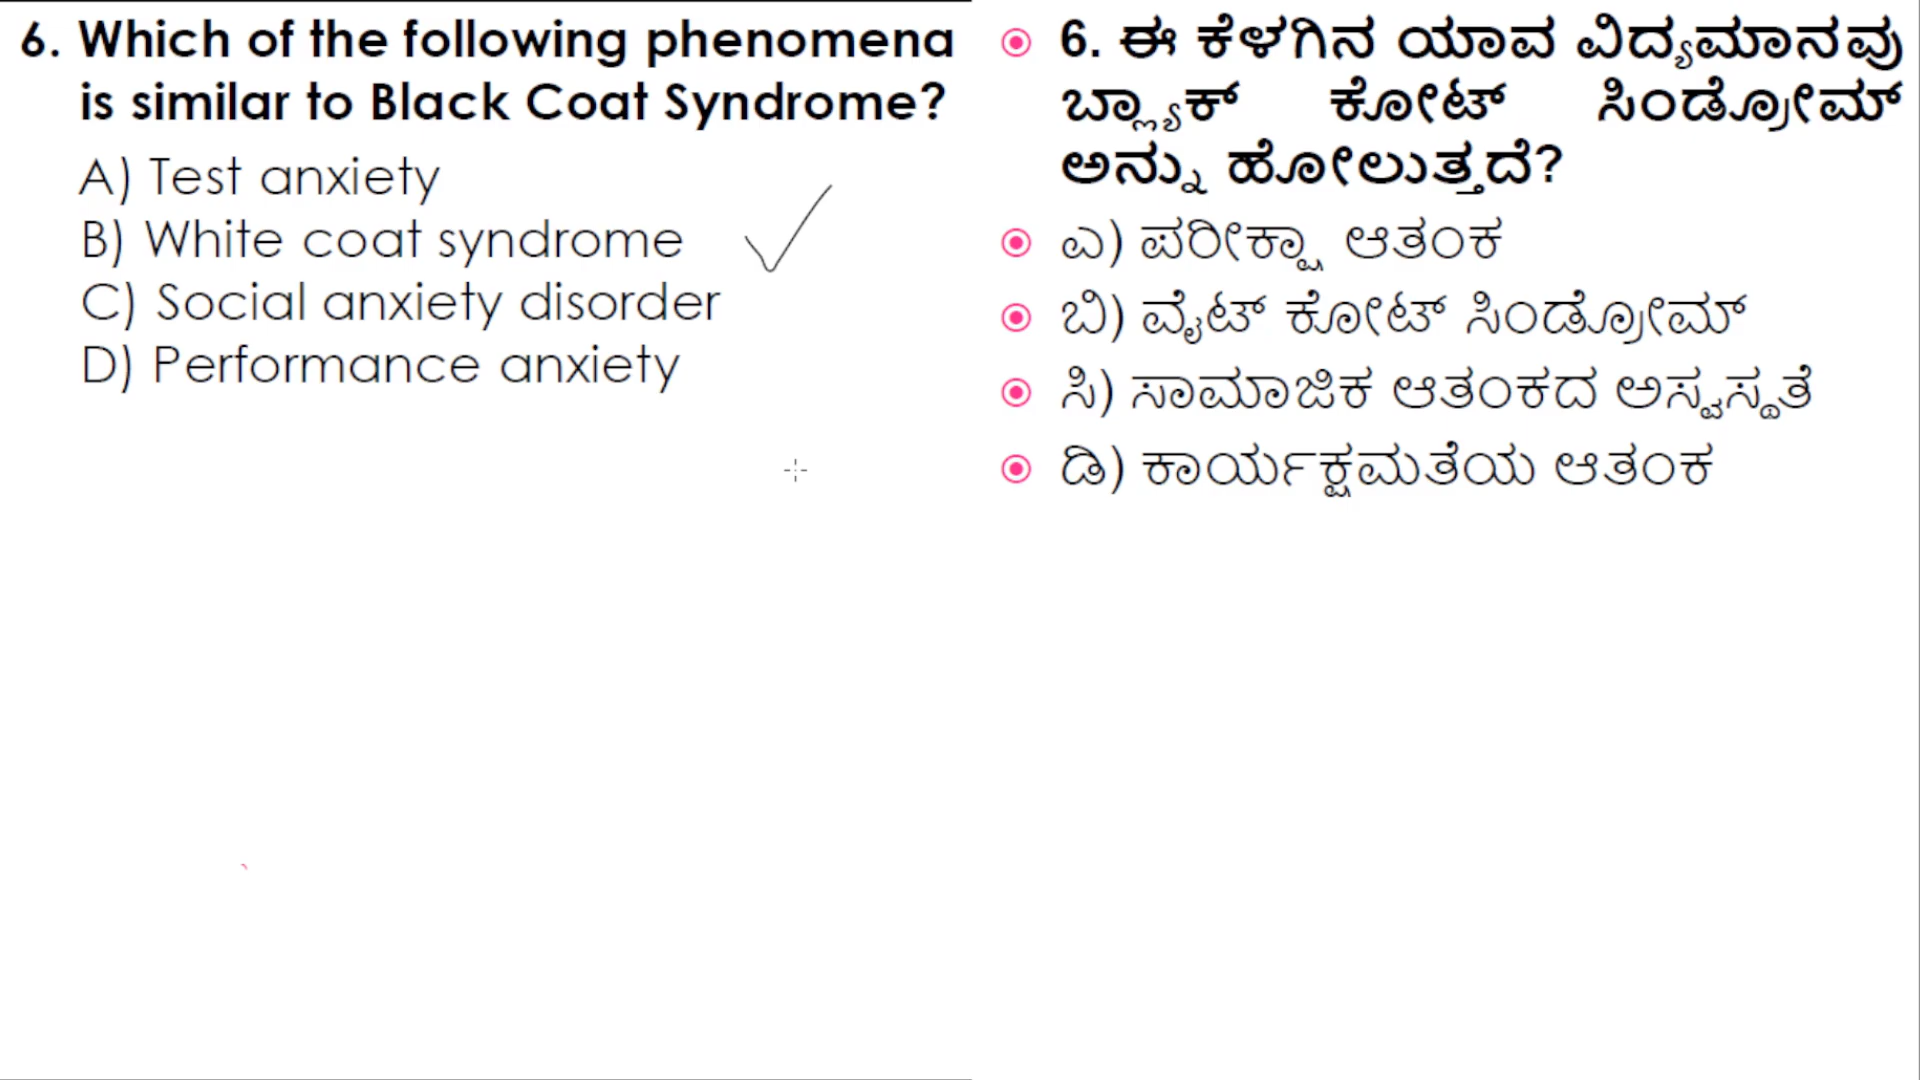 6. Which of the following phenomena
is similar to Black Coat Syndrome?
A) Test anxiety
B) White coat syndrome
C) Social anxiety disorder
D) Performance anxiety
6. ಈ ಕೆಳಗಿನ ಯಾವ ವಿದ್ಯಮಾನವು
ಬ್ಲ್ಯಾಕ್ ಕೋಟ್ ಸಿಂಡ್ರೋಮ್
ಅನ್ನು ಹೋಲುತ್ತದೆ?
ಎ) ಪರೀಕ್ಷಾ ಆತಂಕ
ಬಿ) ವೈಟ್ ಕೋಟ್ ಸಿಂಡ್ರೋಮ್
ಸಿ) ಸಾಮಾಜಿಕ ಆತಂಕದ ಅಸ್ವಸ್ಥತೆ
ಡಿ) ಕಾರ್ಯಕ್ಷಮತೆಯ ಆತಂಕ